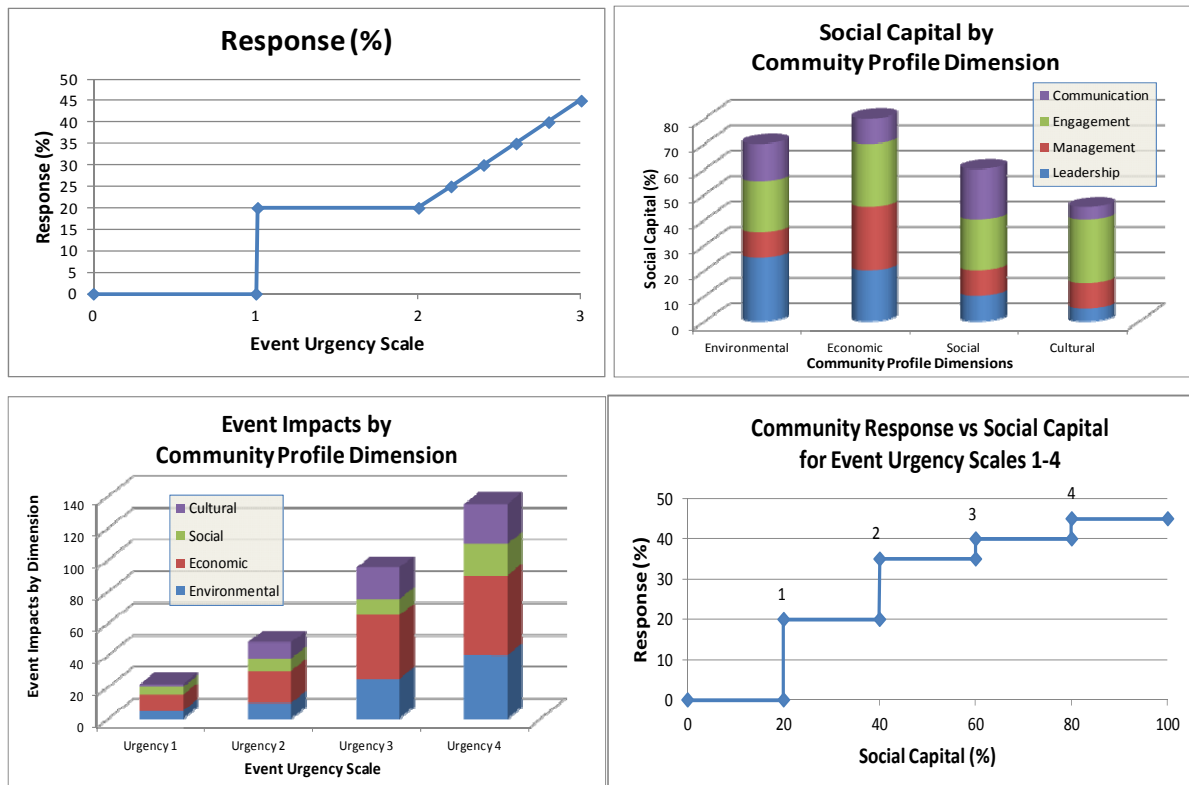 Response (%)
50
45
40
35
30
25
20
15
10
5
0
Response (%)
0 1 2 3
Event Urgency Scale
Social Capital by
Commuity Profile Dimension
Communication
Engagement
Management
Leadership
80
70
60
50
40
30
20
10
0
Social Capital (%)
Environmental Economic Social Cultural
Community Profile Dimensions
Event Impacts by
Community Profile Dimension
Cultural
Social
Economic
Environmental
140
120
100
80
60
40
20
0
Event Impacts by Dimension
Urgency 1 Urgency 2 Urgency 3 Urgency 4
Event Urgency Scale
Community Response vs Social Capital
for Event Urgency Scales 1-4
50
40
30
20
10
0
Response (%)
1
2
3
4
0 20 40 60 80 100
Social Capital (%)